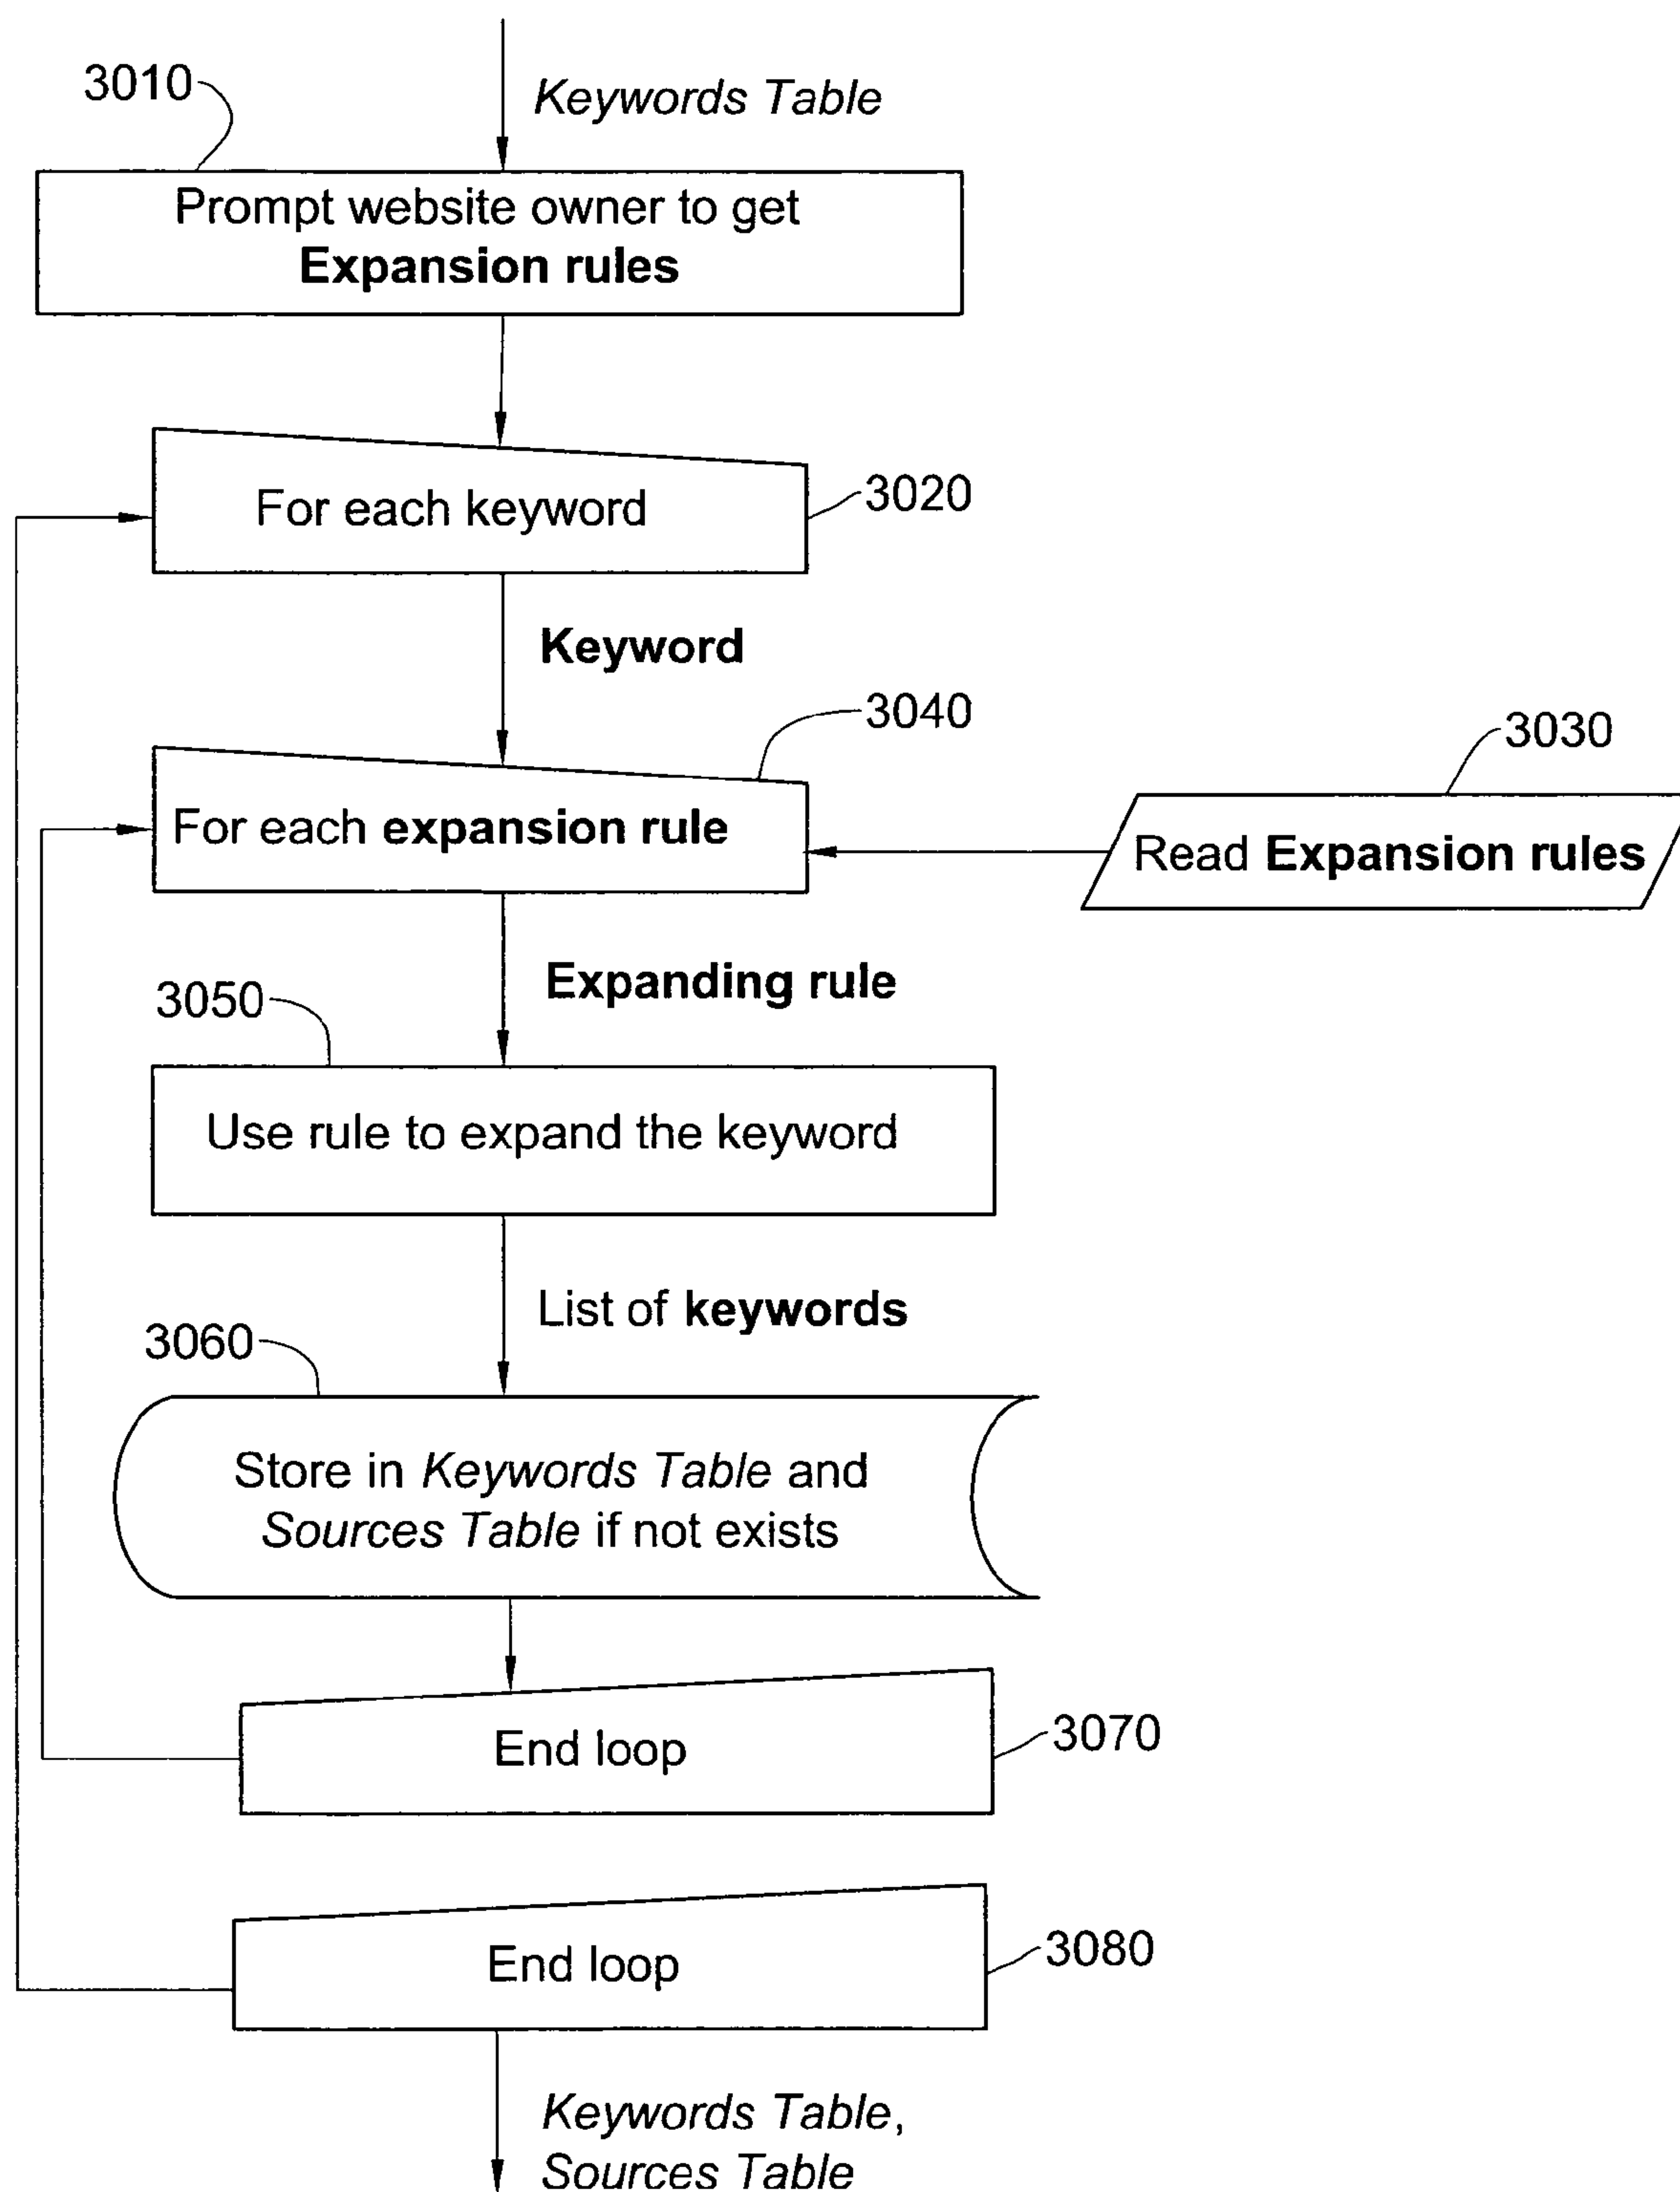 3010
Keywords Table
Prompt website owner to get
Expansion rules
For each keyword
3020
Keyword
3040
3030
For each expansion rule
Read Expansion rules
Expanding rule
3050
Use rule to expand the keyword
List of keywords
3060
Store in Keywords Table and
Sources Table if not exists
End loop
3070
End loop
3080
Keywords Table,
Sources Table